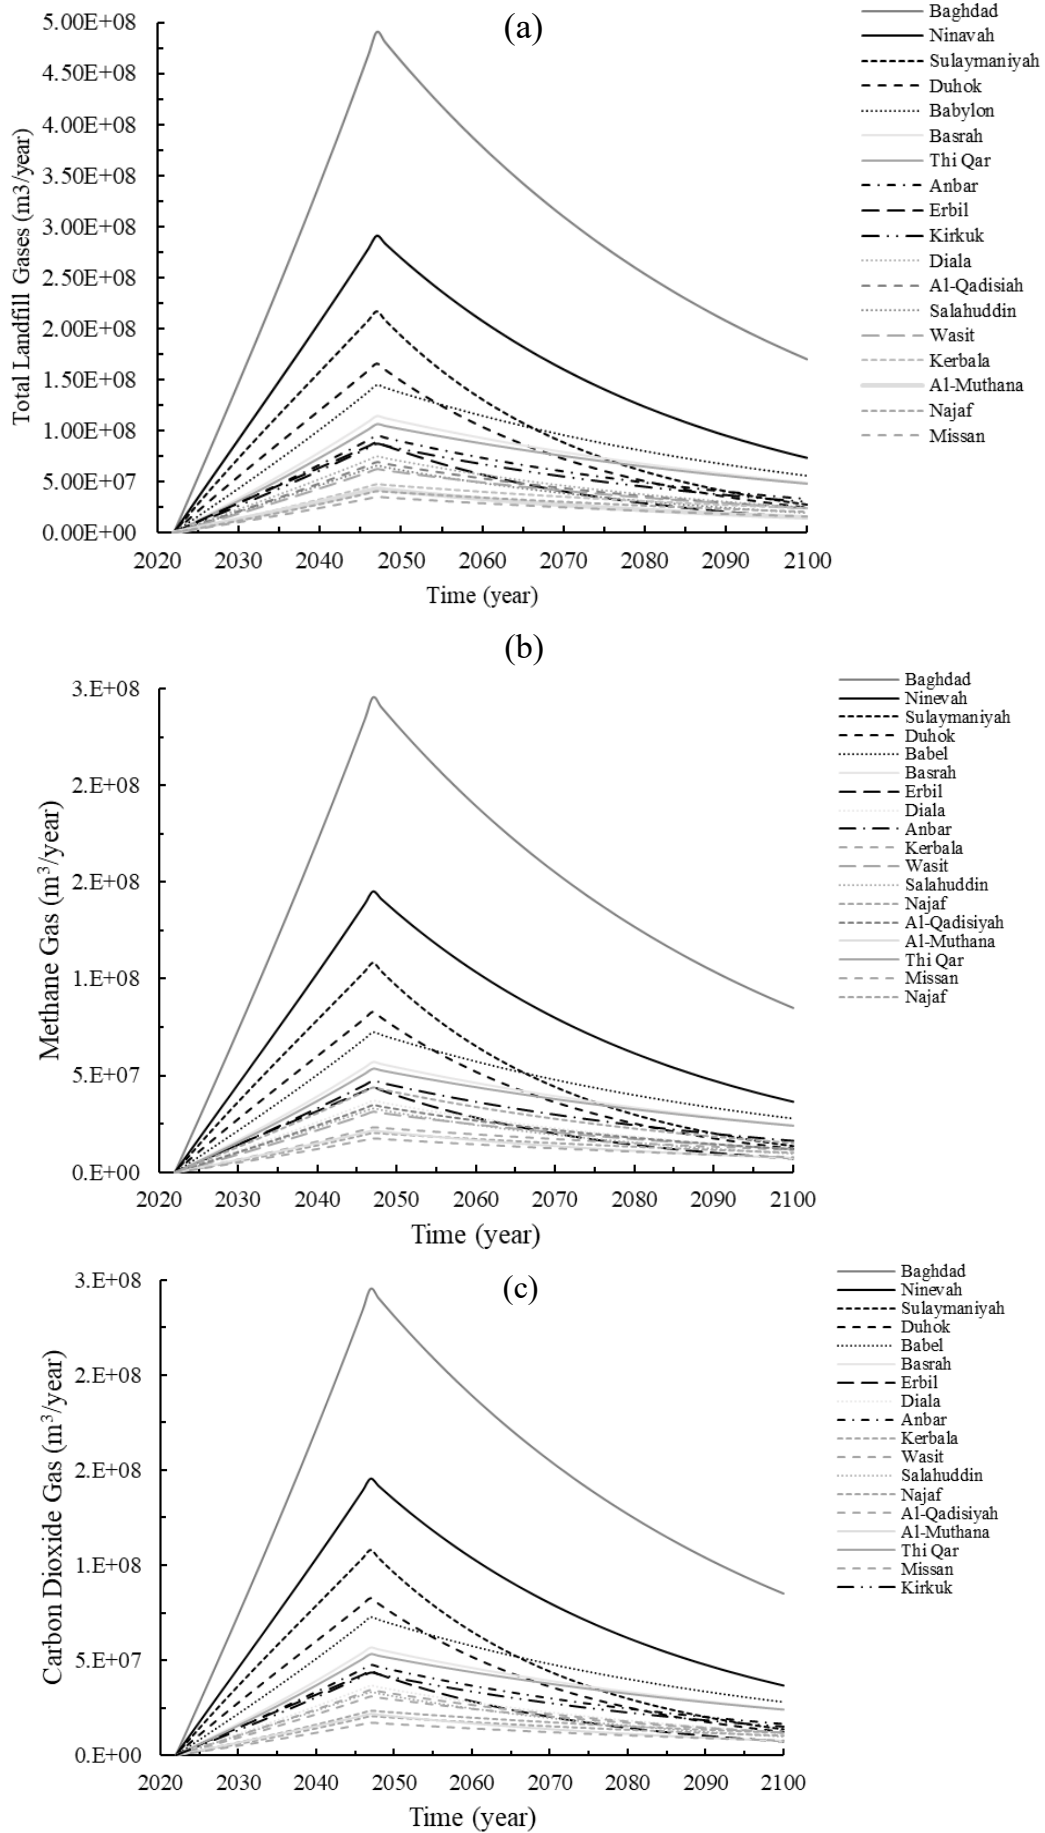 (a)
Total Landfill Gases (m3/year)
5.00E+08
4.50E+08
4.00E+08
3.50E+08
3.00E+08
2.50E+08
2.00E+08
1.50E+08
1.00E+08
5.00E+07
0.00E+00
2020 2030 2040 2050 2060 2070 2080 2090 2100
Time (year)
Baghdad
Ninavah
Sulaymaniyah
Duhok
Babylon
Basrah
Thi Qar
Anbar
Erbil
Kirkuk
Diala
Al-Qadisiah
Salahuddin
Wasit
Kerbala
Al-Muthana
Najaf
Missan
(b)
Methane Gas (m³/year)
3.E+08
2.E+08
2.E+08
1.E+08
5.E+07
0.E+00
2020 2030 2040 2050 2060 2070 2080 2090 2100
Time (year)
Baghdad
Ninevah
Sulaymaniyah
Duhok
Babel
Basrah
Erbil
Diala
Anbar
Kerbala
Wasit
Salahuddin
Najaf
Al-Qadisiyah
Al-Muthana
Thi Qar
Missan
Najaf
(c)
Carbon Dioxide Gas (m³/year)
3.E+08
2.E+08
2.E+08
1.E+08
5.E+07
0.E+00
2020 2030 2040 2050 2060 2070 2080 2090 2100
Time (year)
Baghdad
Ninevah
Sulaymaniyah
Duhok
Babel
Basrah
Erbil
Diala
Anbar
Kerbala
Wasit
Salahuddin
Najaf
Al-Qadisiyah
Al-Muthana
Thi Qar
Missan
Kirkuk